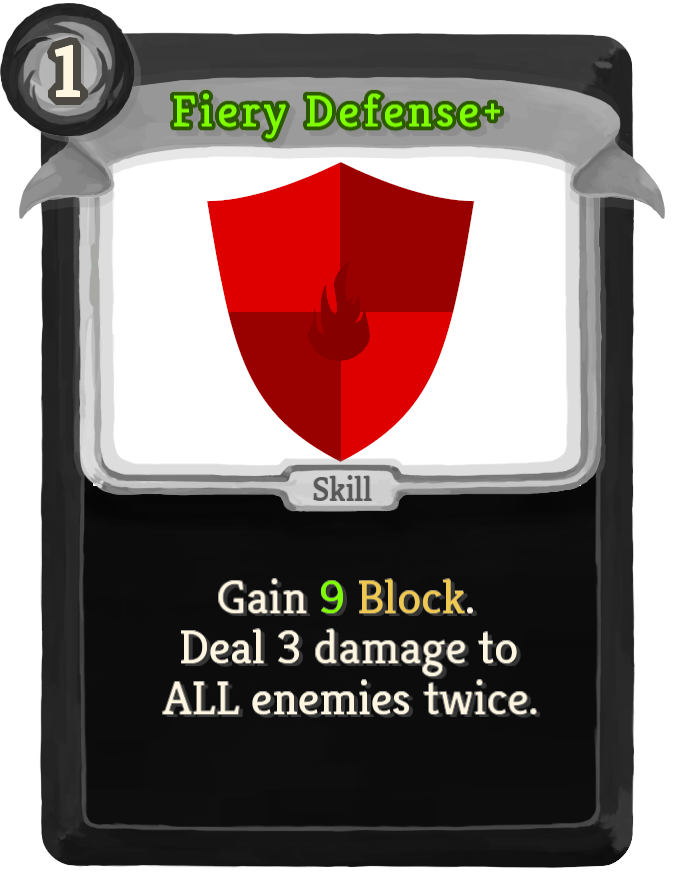 1
Fiery Defense+
Skill
Gain 9 Block.
Deal 3 damage to
ALL enemies twice.